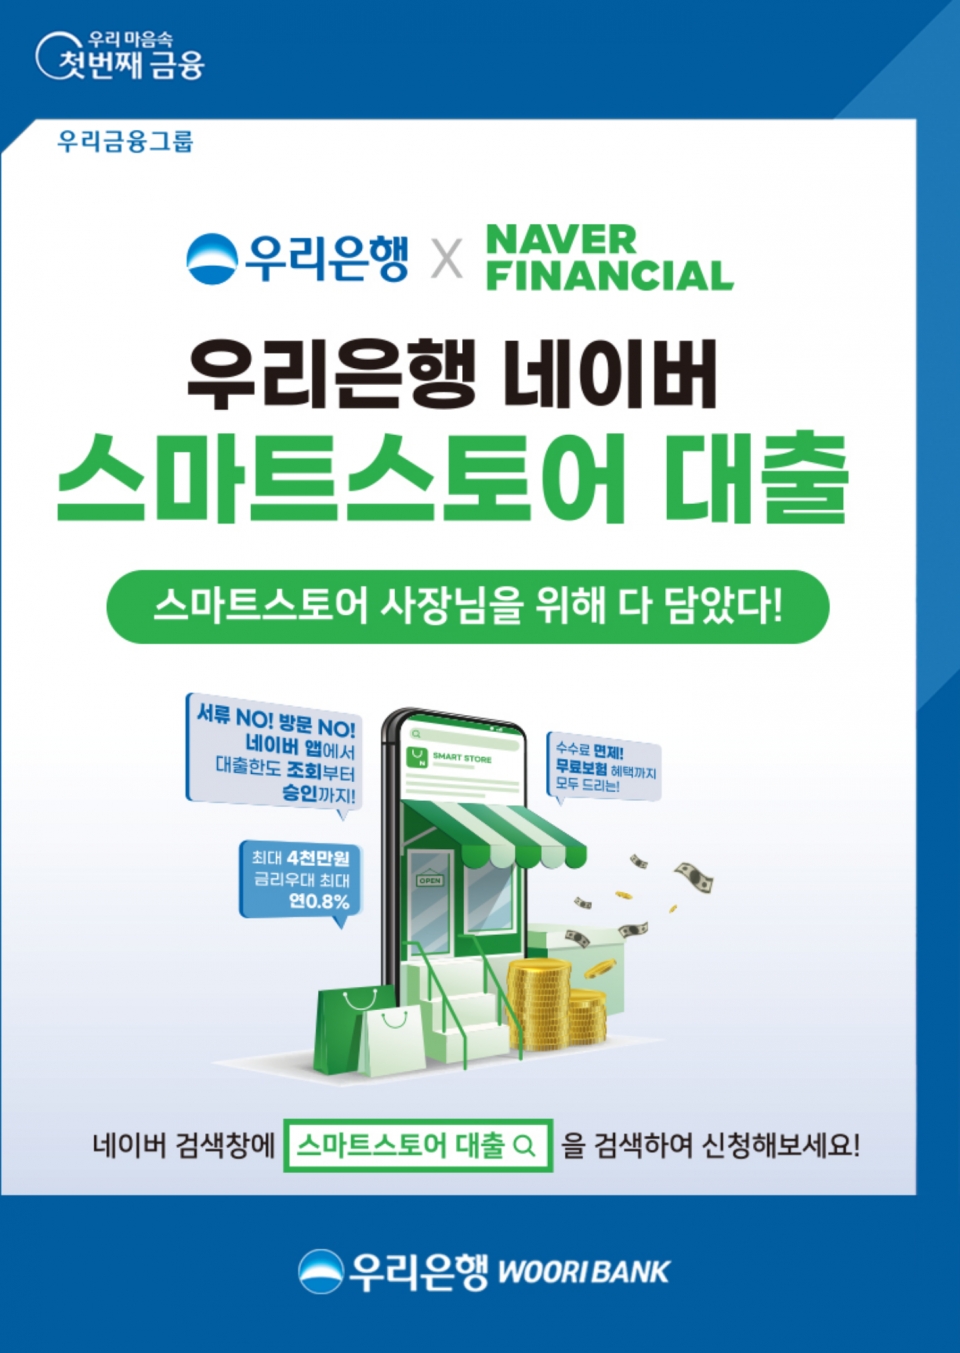 우리 마음속
첫번째 금융
우리금융그룹
우리은행 X NAVER FINANCIAL
우리은행 네이버
스마트스토어 대출
스마트스토어 사장님을 위해 다 담았다!
서류 NO! 방문 NO!
네이버 앱에서
대출한도 조회부터
승인까지!
SMART STORE
N
수수료 면제!
무료보험 혜택까지
모두 드리는!
최대 4천만원
금리우대 최대
연0.8%
OPEN
네이버 검색창에 스마트스토어 대출 을 검색하여 신청해보세요!
우리은행 WOORI BANK